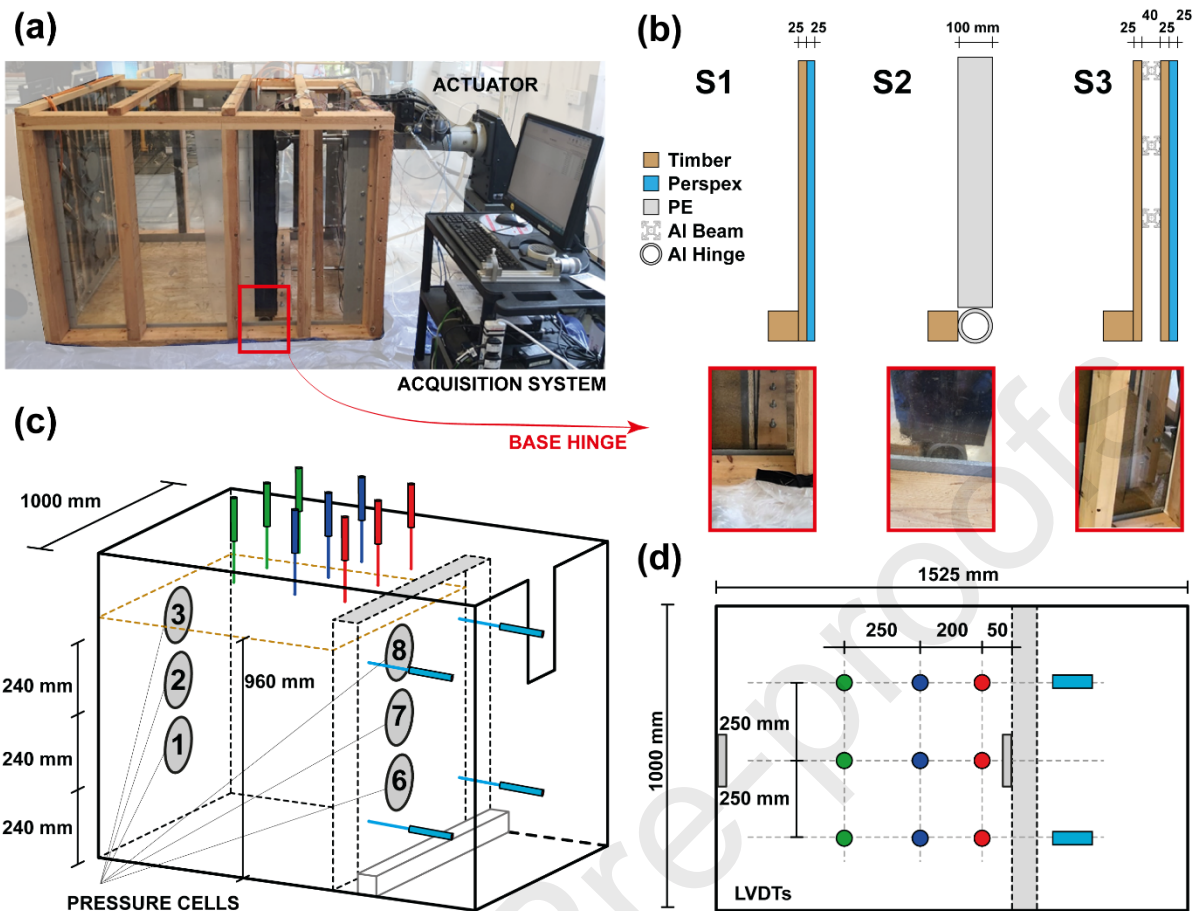 (a)
ACTUATOR
ACQUISITION SYSTEM
BASE HINGE
(b)
25 25
100 mm
25 40 25 25
S1
S2
S3
Timber
Perspex
PE
Al Beam
Al Hinge
(c)
1000 mm
3
2
1
8
7
6
960 mm
240 mm
240 mm
240 mm
PRESSURE CELLS
(d)
1525 mm
250 200 50
250 mm
250 mm
1000 mm
LVDTs
pre-proofs